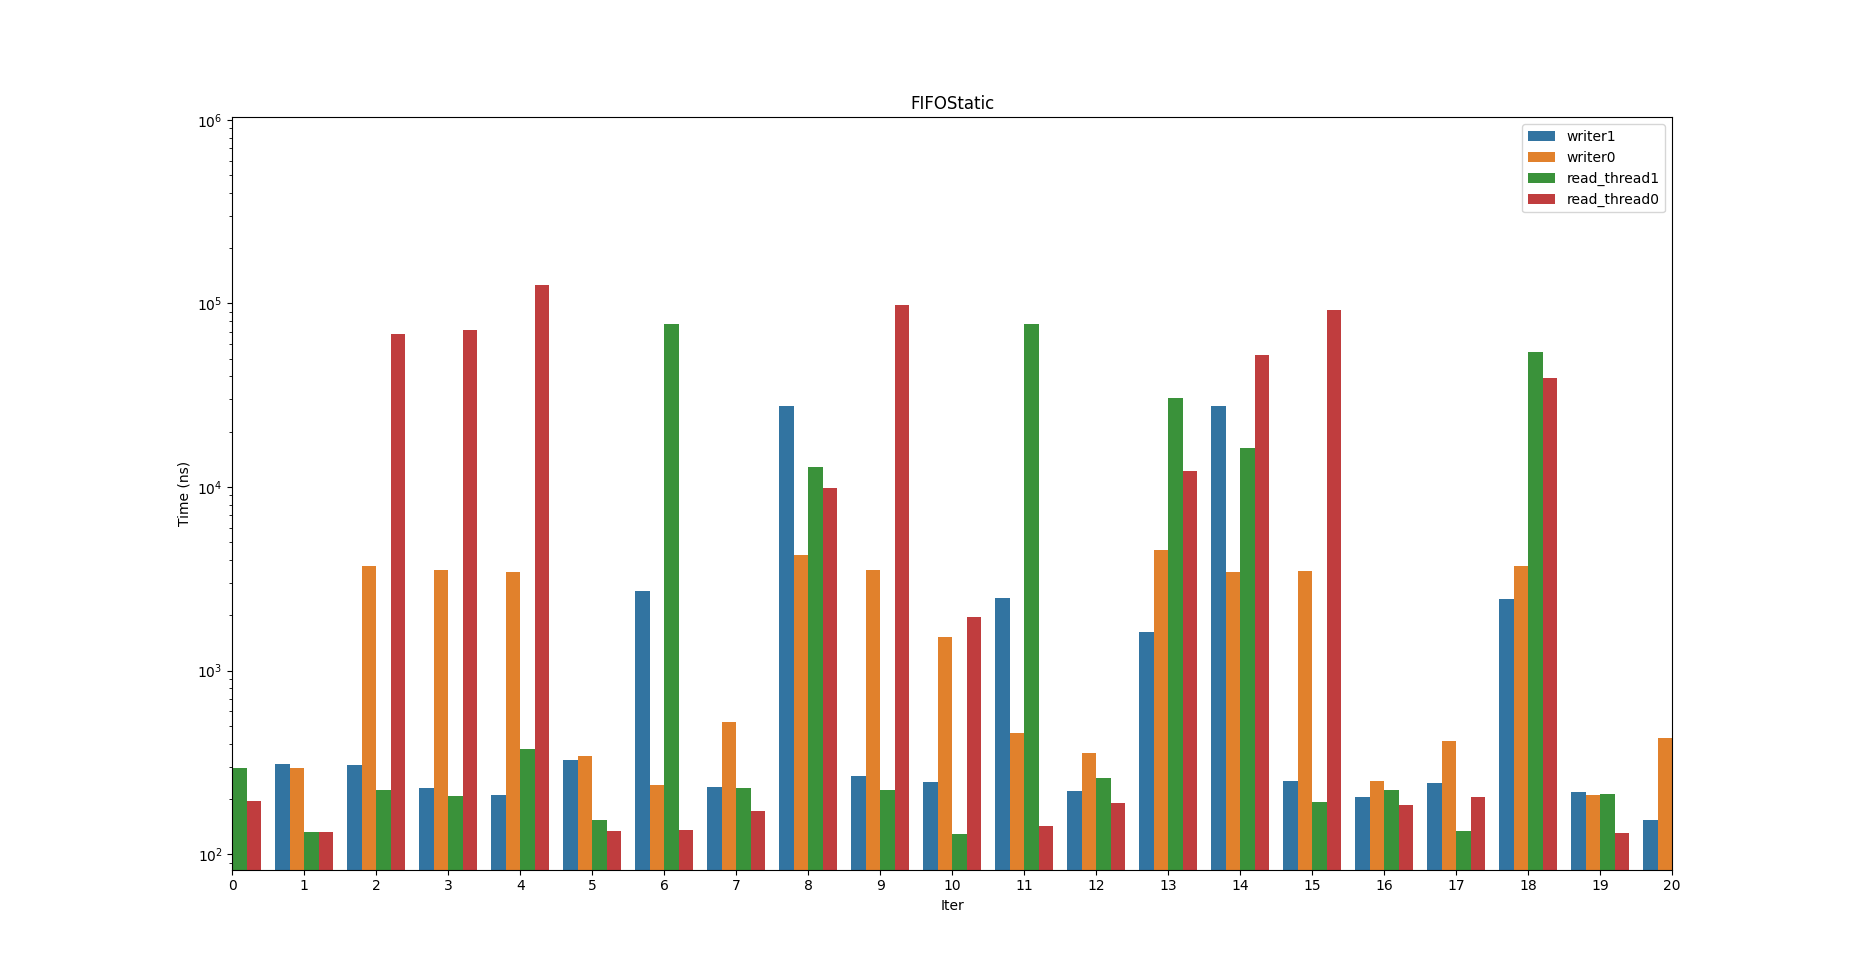 FIFOStatic
writer1
writer0
read_thread1
read_thread0
10⁶
10⁵
10⁴
10³
10²
Time (ns)
0 1 2 3 4 5 6 7 8 9 10 11 12 13 14 15 16 17 18 19 20
Iter